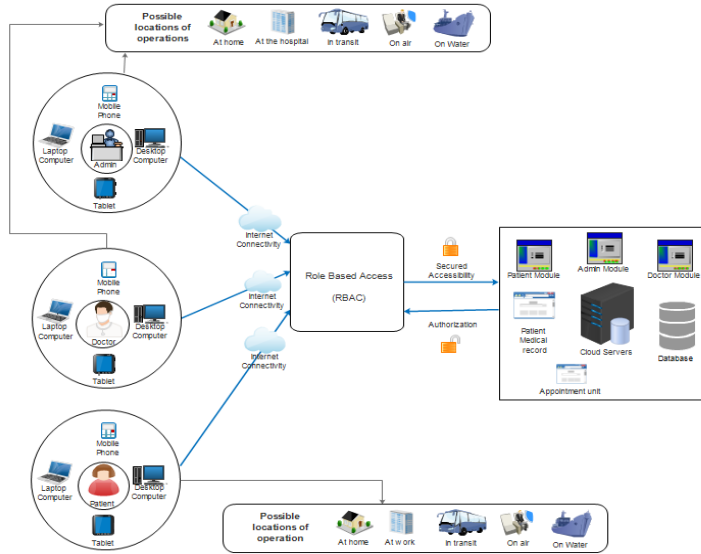 Possible
locations of
operations
At home
At the hospital
In transit
On air
On Water
Mobile
Phone
Laptop
Computer
Desktop
Computer
Admin
Tablet
Internet
Connectivity
Mobile
Phone
Laptop
Computer
Desktop
Computer
Doctor
Tablet
Internet
Connectivity
Role Based Access
(RBAC)
Secured
Accessibility
Authorization
Patient Module
Admin Module
Doctor Module
Patient
Medical
record
Cloud Servers
Database
Appointment unit
Internet
Connectivity
Mobile
Phone
Laptop
Computer
Desktop
Computer
Patient
Tablet
Possible
locations of
operation
At home
At work
In transit
On air
On Water